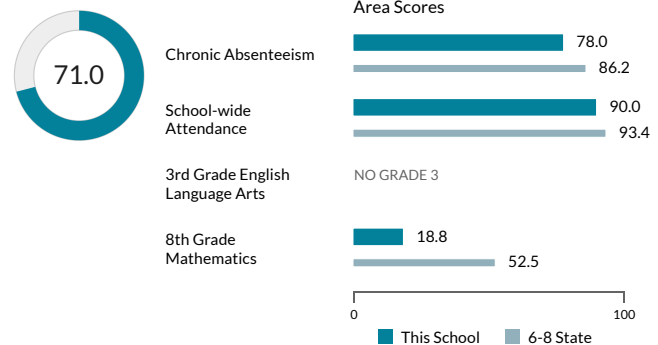 Area Scores
71.0
Chronic Absenteeism
78.0
86.2
School-wide
Attendance
90.0
93.4
3rd Grade English
Language Arts
NO GRADE 3
8th Grade
Mathematics
18.8
52.5
0
100
This School
6-8 State